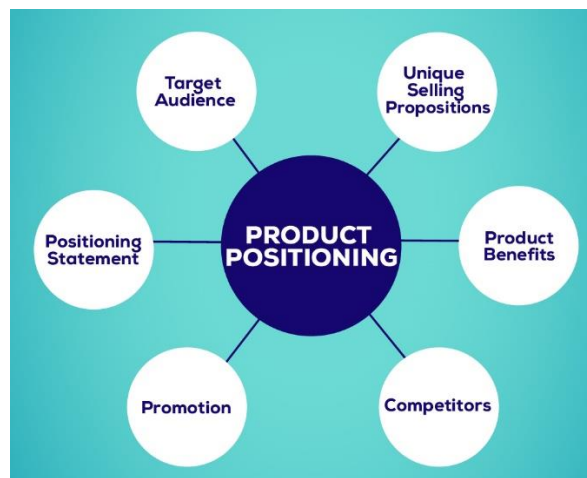 Target
Audience
Unique
Selling
Propositions
Positioning
Statement
PRODUCT
POSITIONING
Product
Benefits
Promotion
Competitors